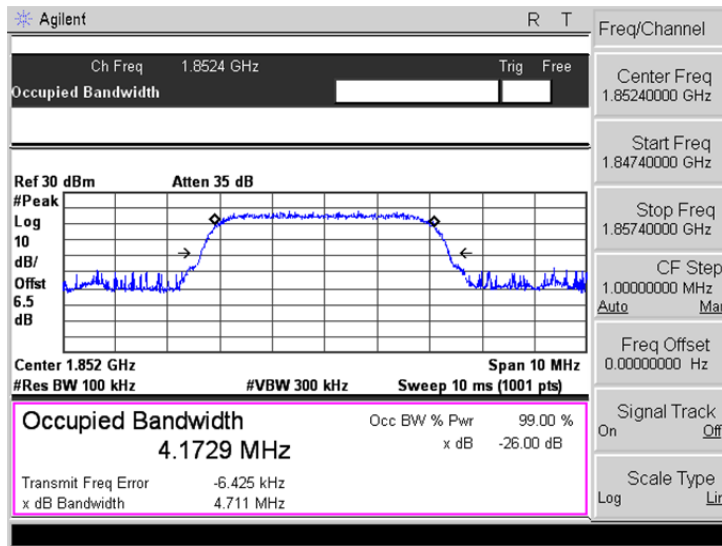 Agilent R T
Ch Freq 1.8524 GHz Trig Free
Occupied Bandwidth
Ref 30 dBm Atten 35 dB
#Peak
Log
10
dB/
Offst
6.5
dB
Center 1.852 GHz Span 10 MHz
#Res BW 100 kHz #VBW 300 kHz Sweep 10 ms (1001 pts)
Occupied Bandwidth
4.1729 MHz
Occ BW % Pwr 99.00 %
x dB -26.00 dB
Transmit Freq Error -6.425 kHz
x dB Bandwidth 4.711 MHz
Freq/Channel
Center Freq
1.85240000 GHz
Start Freq
1.84740000 GHz
Stop Freq
1.85740000 GHz
CF Step
1.00000000 MHz
Auto Man
Freq Offset
0.00000000 Hz
Signal Track
On Off
Scale Type
Log Lin